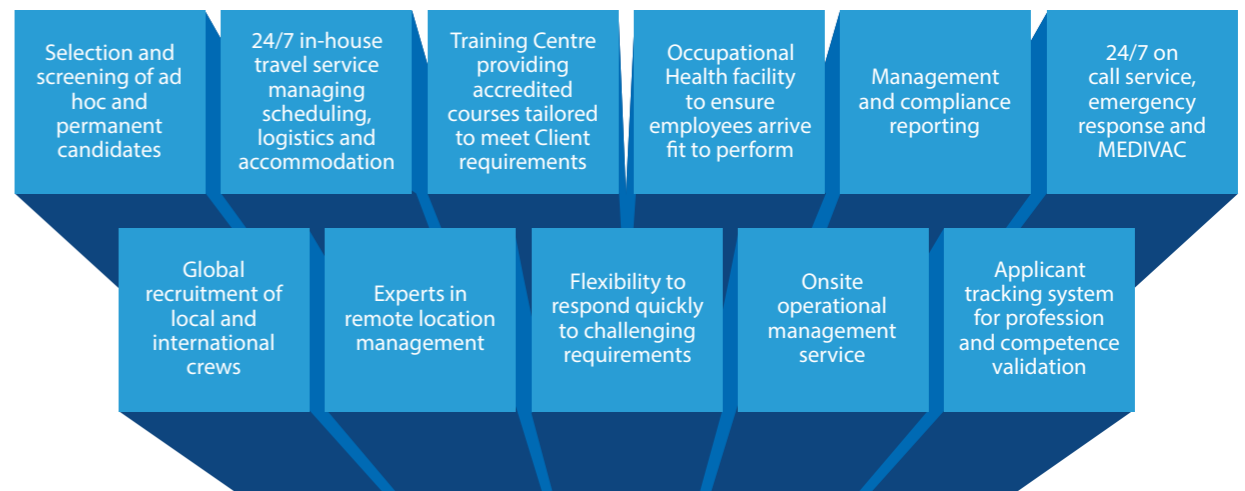 Selection and
screening of ad
hoc and
permanent
candidates
24/7 in-house
travel service
managing
scheduling,
logistics and
accommodation
Training Centre
providing
accredited
courses tailored
to meet Client
requirements
Occupational
Health facility
to ensure
employees arrive
fit to perform
Management
and compliance
reporting
24/7 on
call service,
emergency
response and
MEDIVAC
Global
recruitment of
local and
international
crews
Experts in
remote location
management
Flexibility to
respond quickly
to challenging
requirements
Onsite
operational
management
service
Applicant
tracking system
for profession
and competence
validation